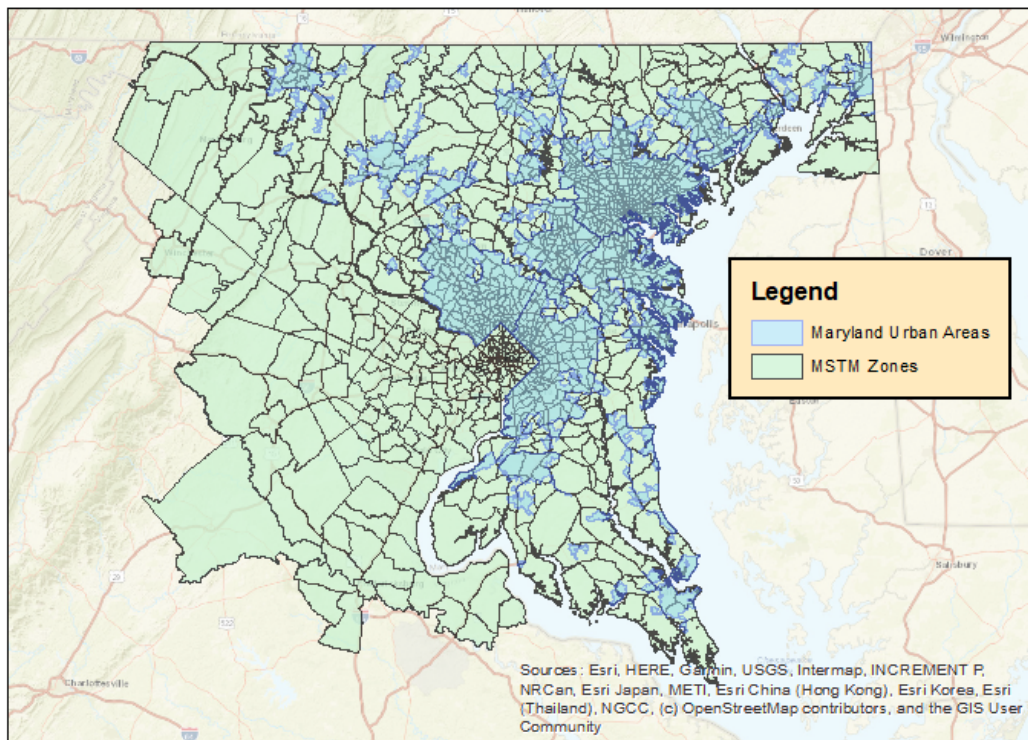 Wilmington
Dover
Legend
Maryland Urban Areas
MSTM Zones
Easton
Salisbury
Charlottesville
Sources: Esri, HERE, Garmin, USGS, Intermap, INCREMENT P,
NRCan, Esri Japan, METI, Esri China (Hong Kong), Esri Korea, Esri
(Thailand), NGCC, (c) OpenStreetMap contributors, and the GIS User
Community